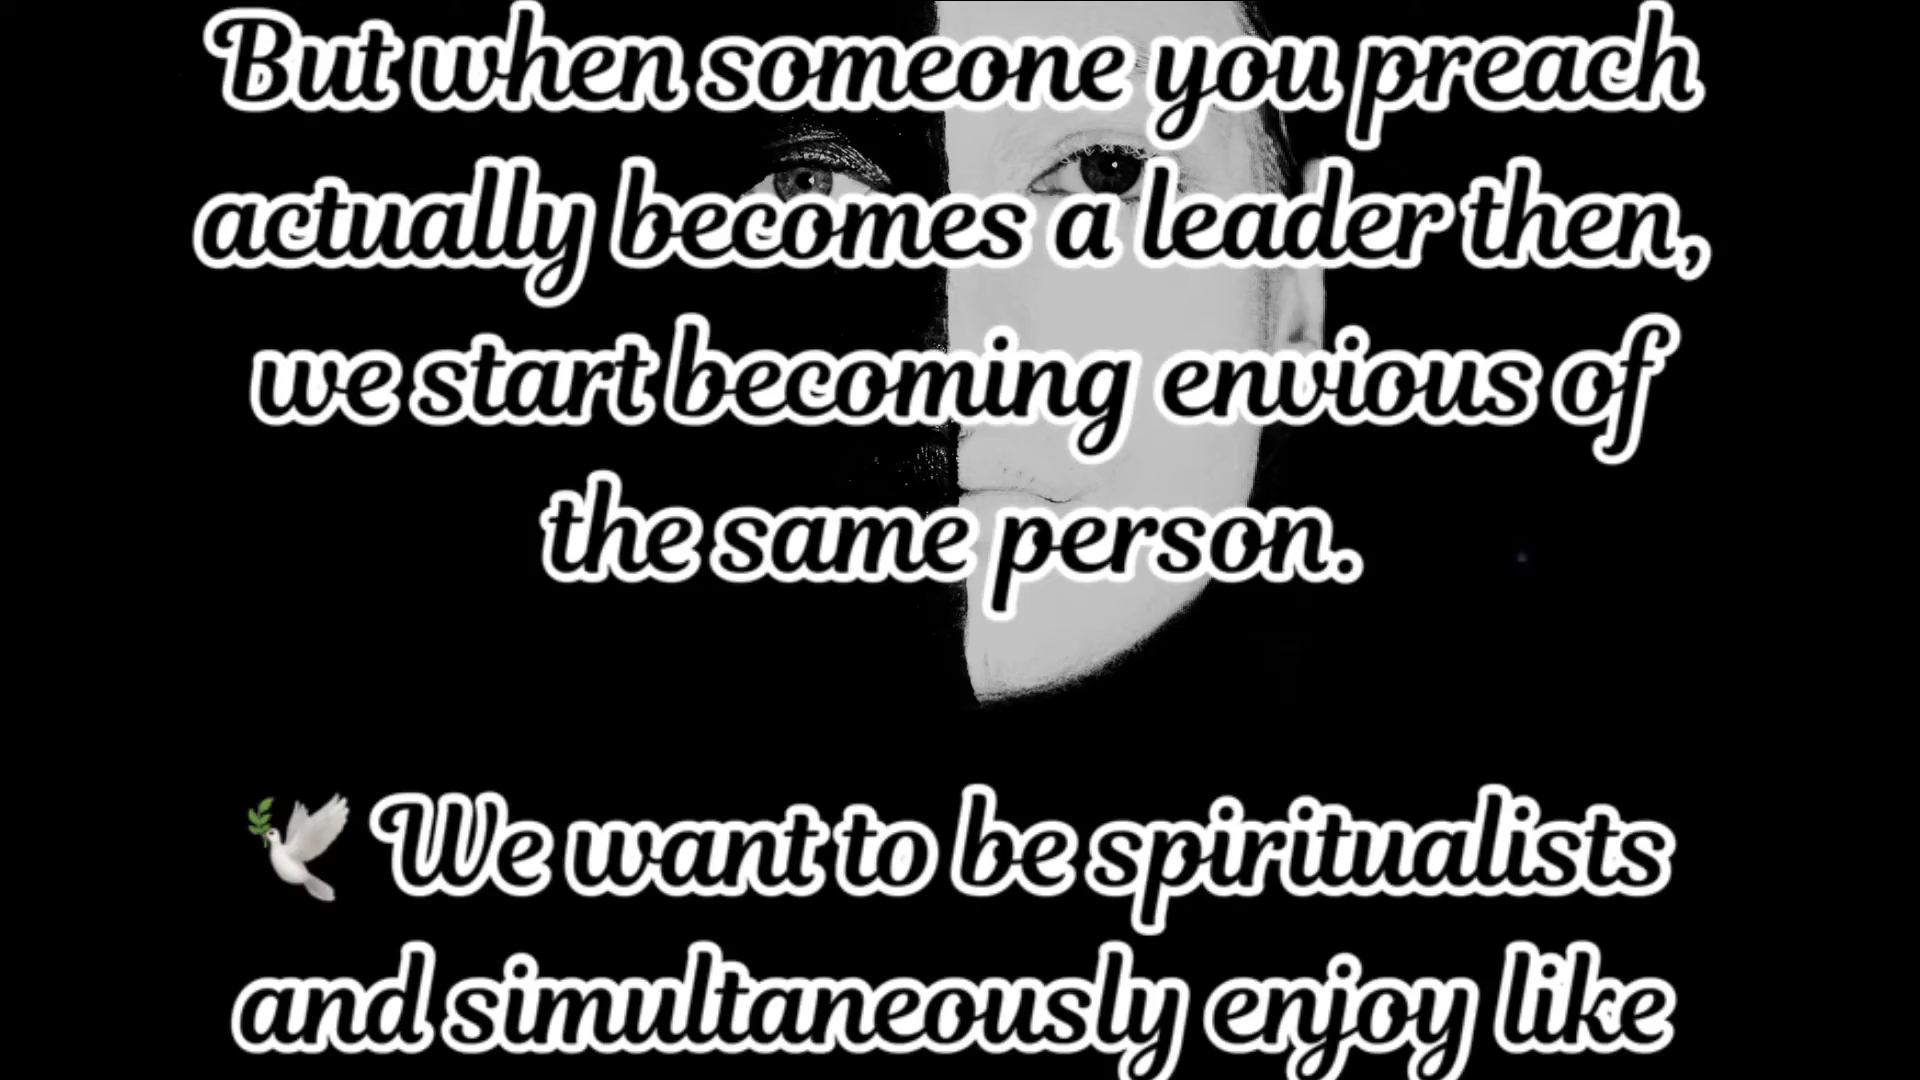 But when someone you preach
actually becomes a leader then,
we start becoming envious of
the same person.
🕊️ We want to be spiritualists
and simultaneously enjoy like